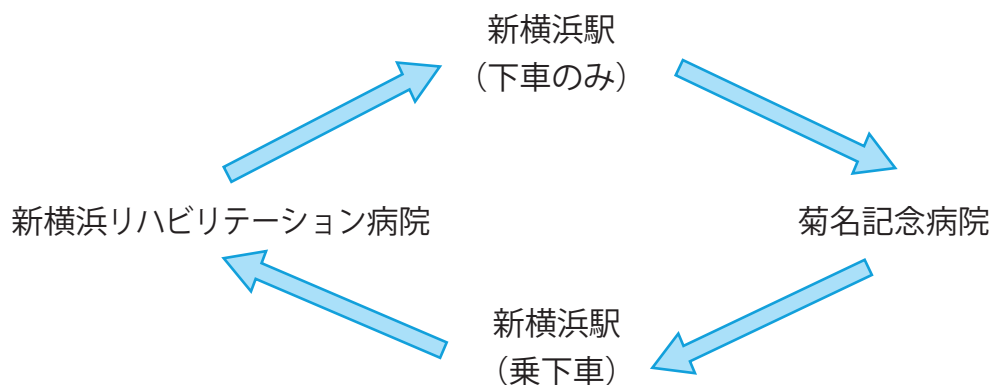 新横浜駅
（下車のみ）
新横浜リハビリテーション病院
菊名記念病院
新横浜駅
（乗下車）